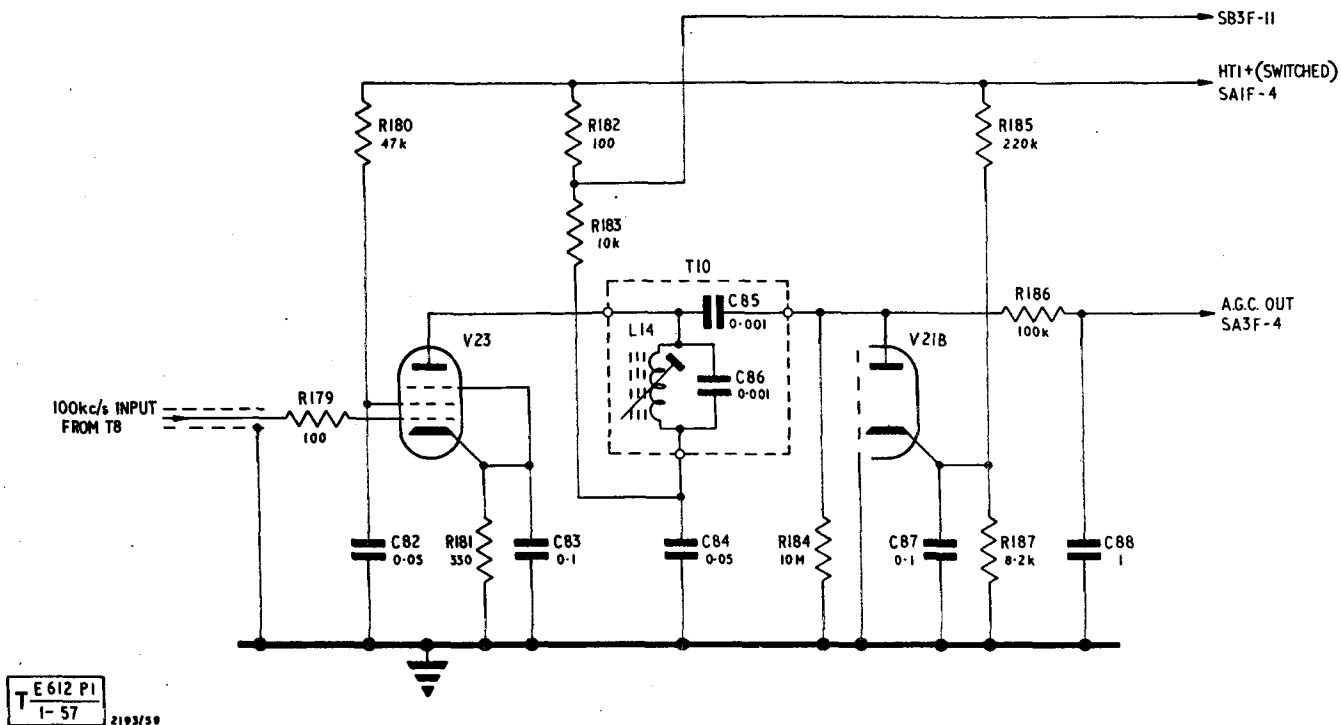 SB3F-11
HT1+(SWITCHED)
SA1F-4
R180
47k
R182
100
R185
220k
R183
10k
T10
C85
0·001
R186
100k
A.G.C. OUT
SA3F-4
L14
V23
V21B
C86
0·001
100kc/s INPUT
FROM T8
R179
100
C82
0·05
R181
330
C83
0·1
C84
0·05
R184
10M
C87
0·1
R187
8·2k
C88
1
T E 612 P1
1-57
2193/59